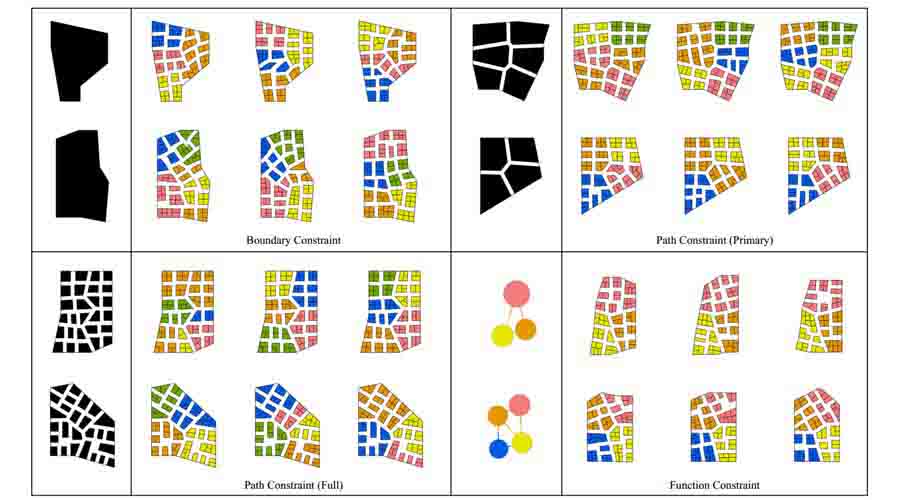 Boundary Constraint
Path Constraint (Primary)
Path Constraint (Full)
Function Constraint